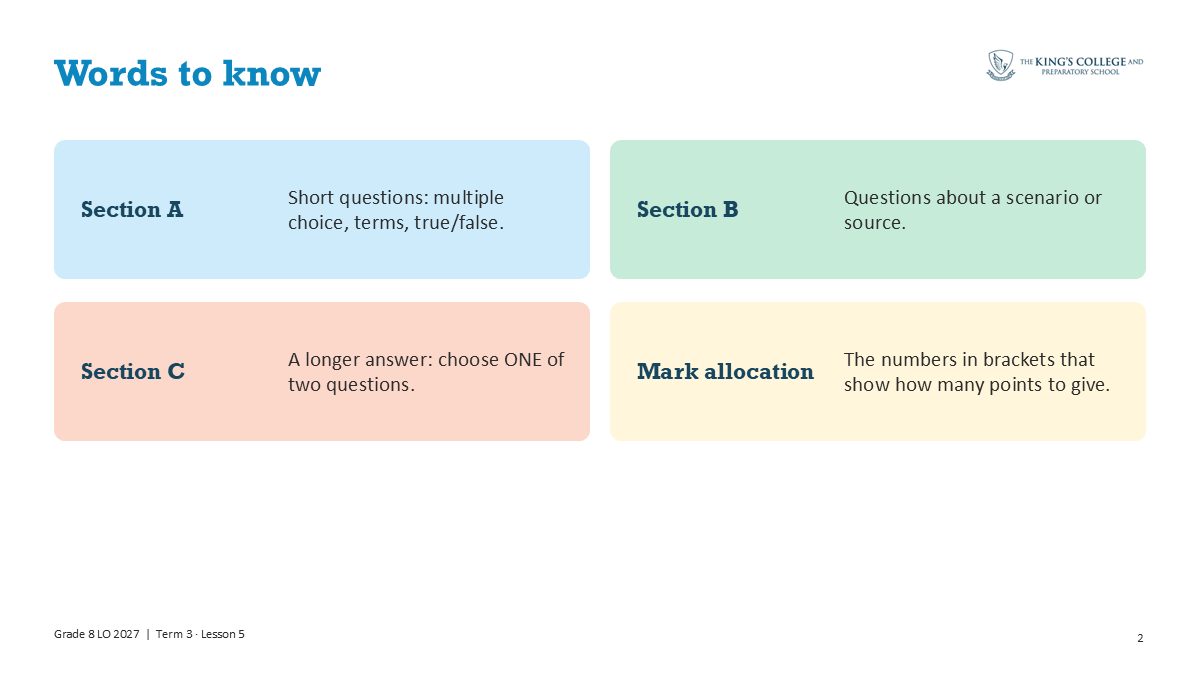 Words to know
THE KING'S COLLEGE AND
PREPARATORY SCHOOL
Section A
Short questions: multiple
choice, terms, true/false.
Section B
Questions about a scenario or
source.
Section C
A longer answer: choose ONE of
two questions.
Mark allocation
The numbers in brackets that
show how many points to give.
Grade 8 LO 2027 | Term 3 · Lesson 5
2